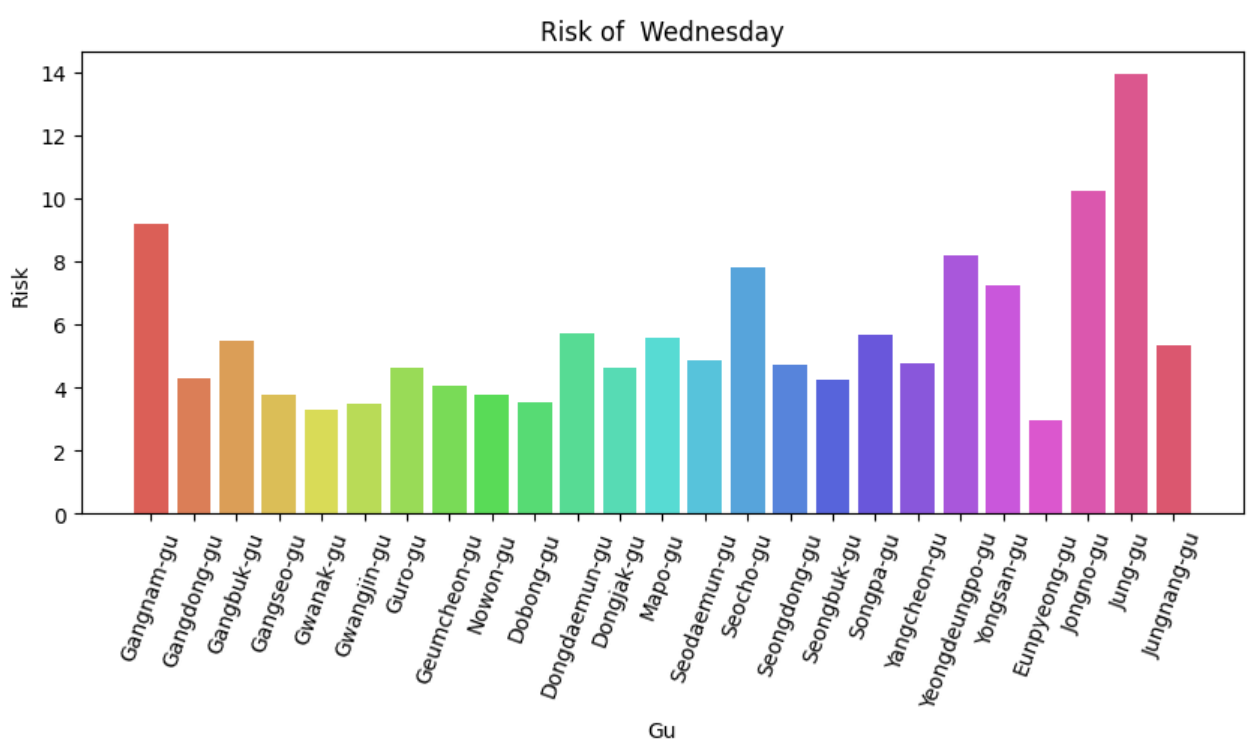 Risk of  Wednesday
14
12
10
8
6
4
2
0
Risk
Gangnam-gu
Gangdong-gu
Gangbuk-gu
Gangseo-gu
Gwanak-gu
Gwangjin-gu
Guro-gu
Geumcheon-gu
Nowon-gu
Dobong-gu
Dongdaemun-gu
Dongjak-gu
Mapo-gu
Seodaemun-gu
Seocho-gu
Seongdong-gu
Seongbuk-gu
Songpa-gu
Yangcheon-gu
Yeongdeungpo-gu
Yongsan-gu
Eunpyeong-gu
Jongno-gu
Jung-gu
Jungnang-gu
Gu